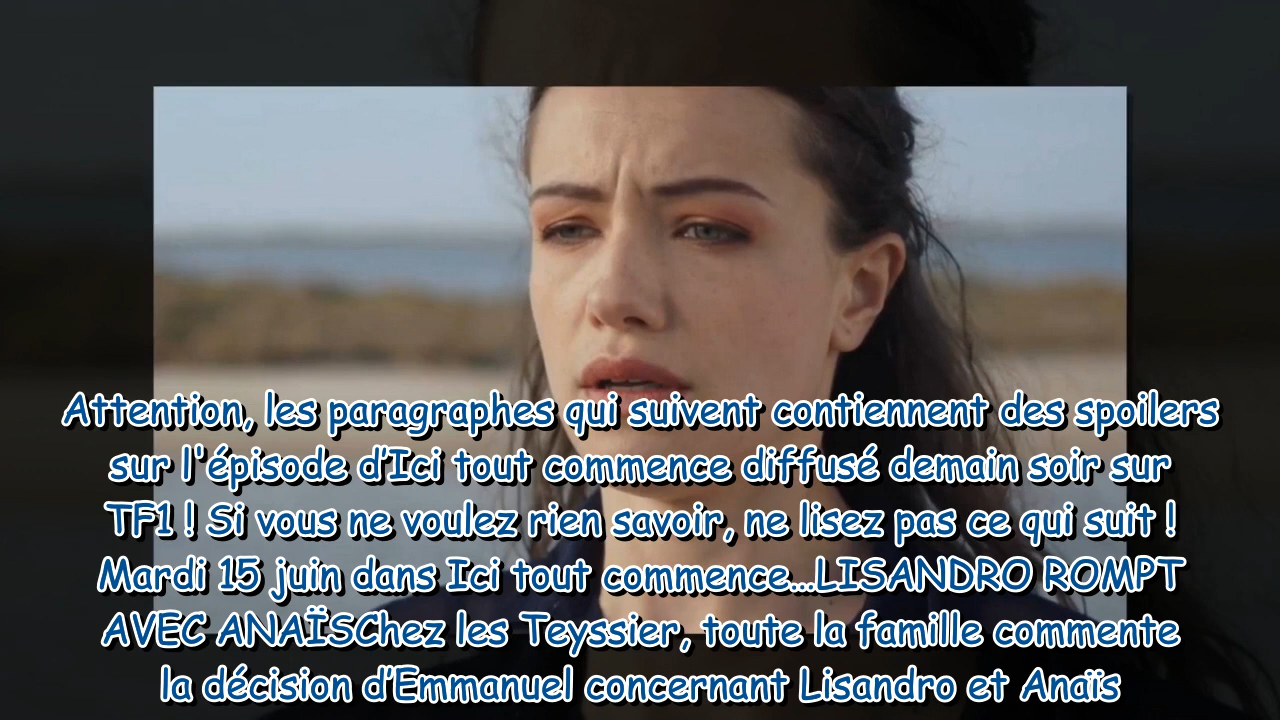 Attention, les paragraphes qui suivent contiennent des spoilers
sur l'épisode d’Ici tout commence diffusé demain soir sur
TF1 ! Si vous ne voulez rien savoir, ne lisez pas ce qui suit !
Mardi 15 juin dans Ici tout commence…LISANDRO ROMPT
AVEC ANAÏSChez les Teyssier, toute la famille commente
la décision d’Emmanuel concernant Lisandro et Anaïs